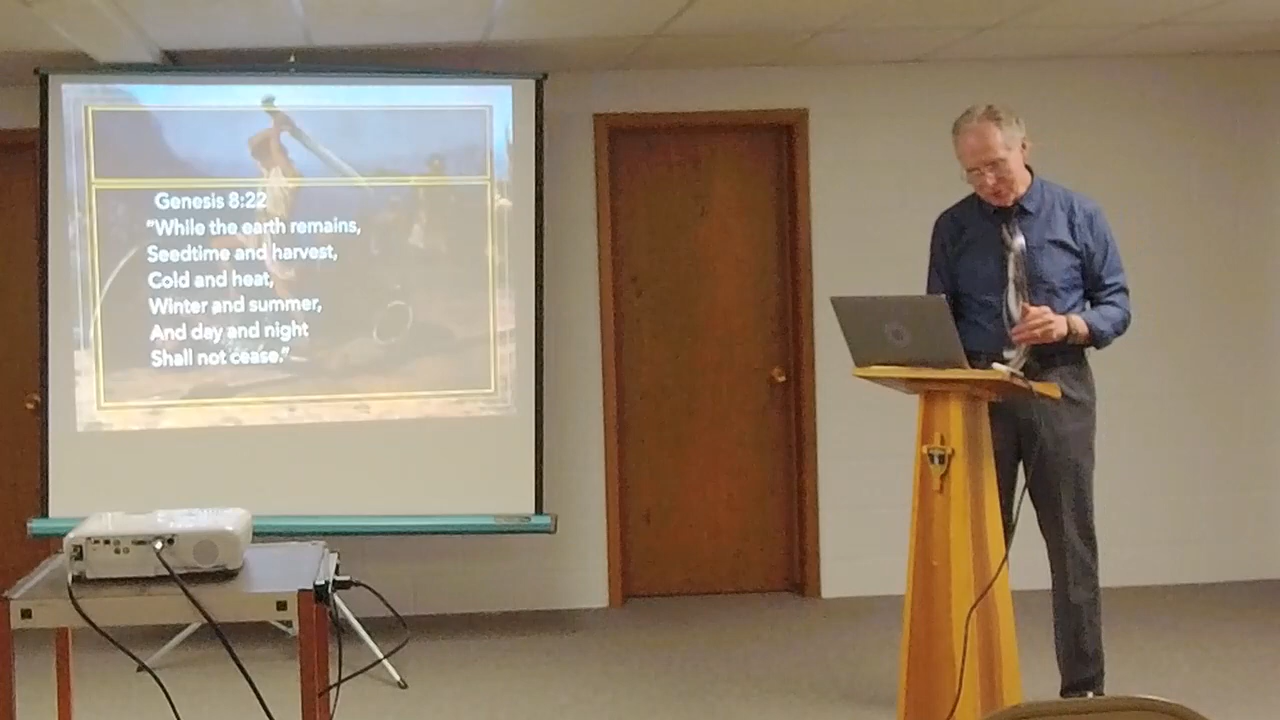 Genesis 8:22
"While the earth remains,
Seedtime and harvest,
Cold and heat,
Winter and summer,
And day and night
Shall not cease."